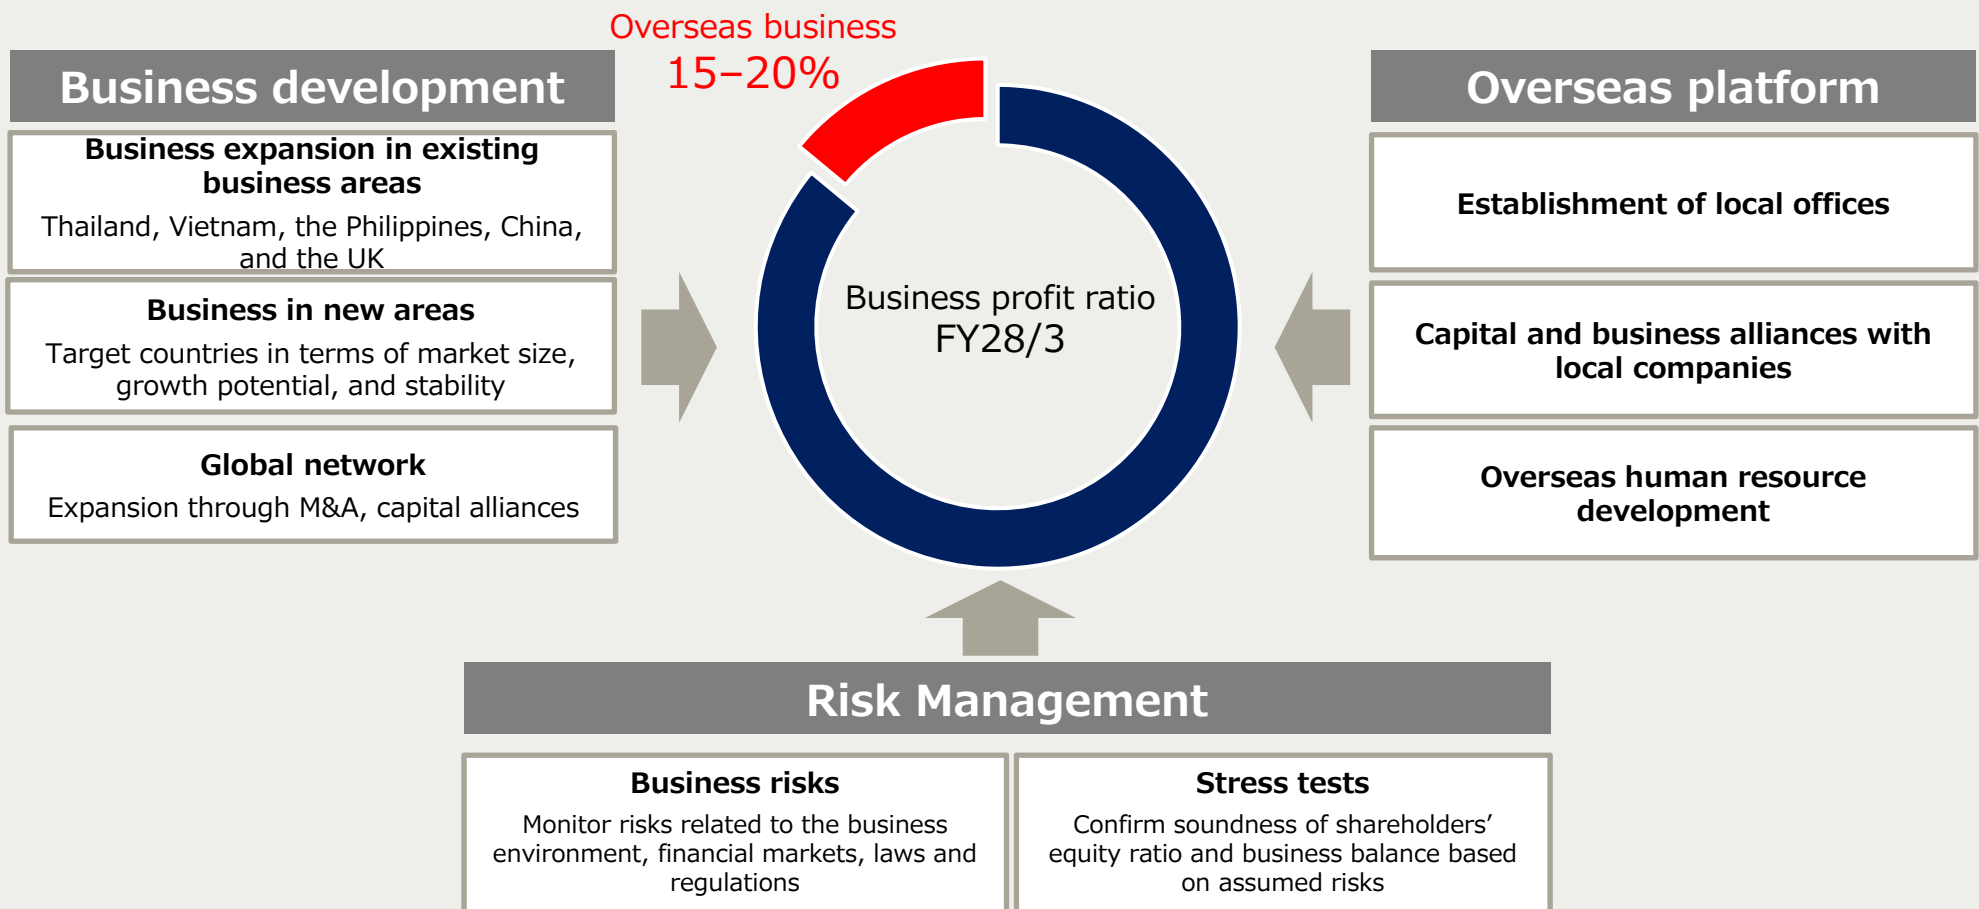 Overseas business
15–20%
Business development
Business expansion in existing
business areas
Thailand, Vietnam, the Philippines, China,
and the UK
Business in new areas
Target countries in terms of market size,
growth potential, and stability
Global network
Expansion through M&A, capital alliances
Business profit ratio
FY28/3
Overseas platform
Establishment of local offices
Capital and business alliances with
local companies
Overseas human resource
development
Risk Management
Business risks
Monitor risks related to the business
environment, financial markets, laws and
regulations
Stress tests
Confirm soundness of shareholders’
equity ratio and business balance based
on assumed risks